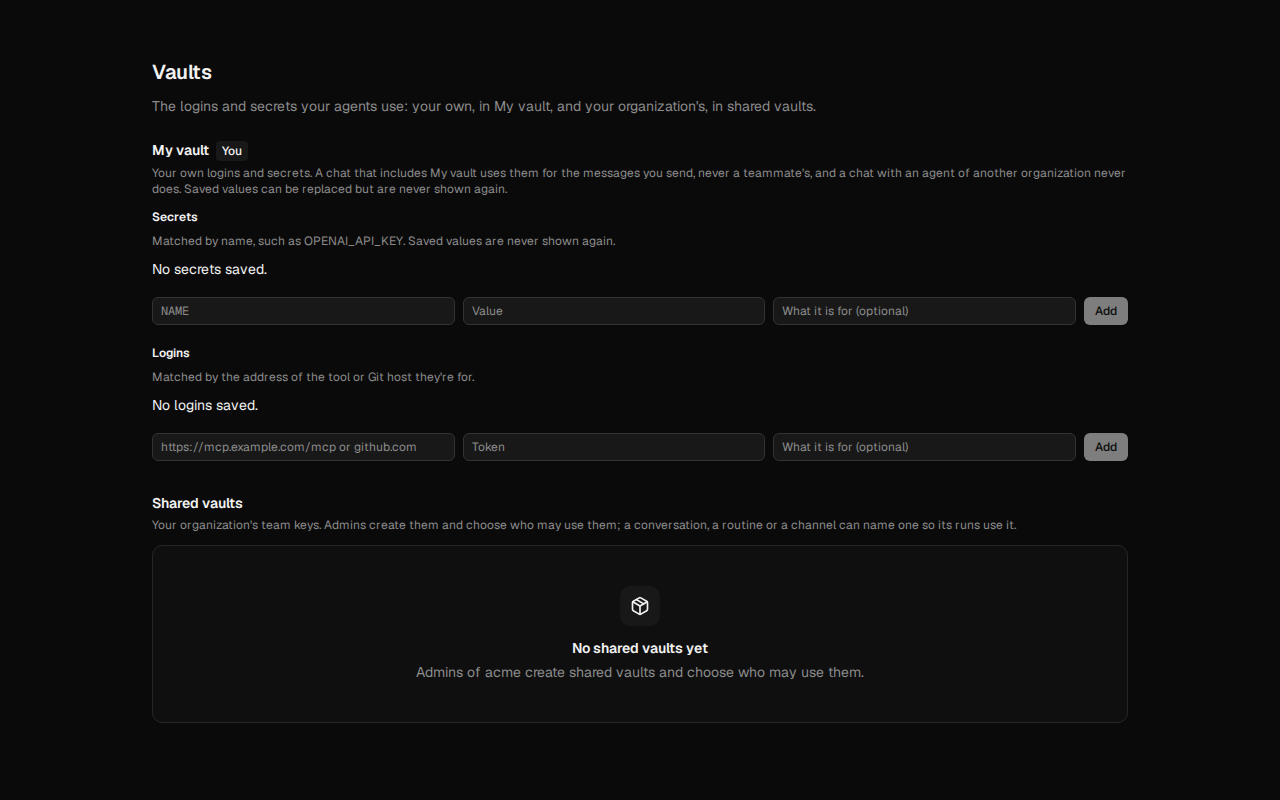 Vaults
The logins and secrets your agents use: your own, in My vault, and your organization's, in shared vaults.
My vault You
Your own logins and secrets. A chat that includes My vault uses them for the messages you send, never a teammate's, and a chat with an agent of another organization never
does. Saved values can be replaced but are never shown again.
Secrets
Matched by name, such as OPENAI_API_KEY. Saved values are never shown again.
No secrets saved.
NAME Value What it is for (optional) Add
Logins
Matched by the address of the tool or Git host they're for.
No logins saved.
https://mcp.example.com/mcp or github.com Token What it is for (optional) Add
Shared vaults
Your organization's team keys. Admins create them and choose who may use them; a conversation, a routine or a channel can name one so its runs use it.
No shared vaults yet
Admins of acme create shared vaults and choose who may use them.